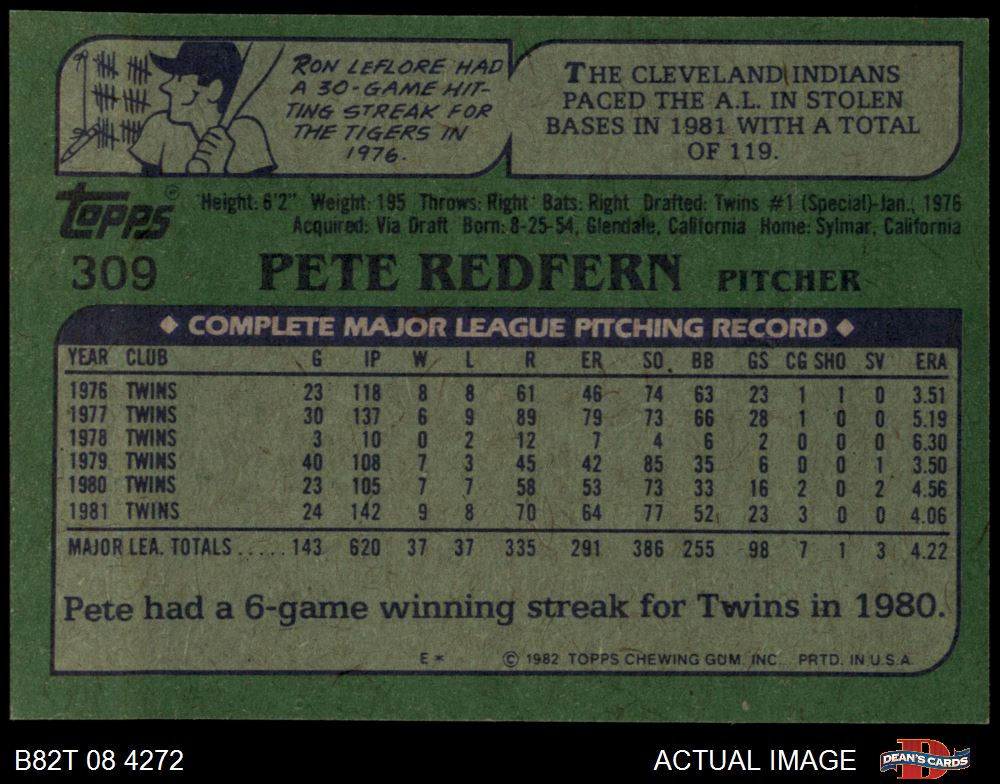 RON LEFLORE HAD
A 30-GAME HIT-
TING STREAK FOR
THE TIGERS IN
1976.
THE CLEVELAND INDIANS
PACED THE A.L. IN STOLEN
BASES IN 1981 WITH A TOTAL
OF 119.
Topps®
Height: 6'2" Weight: 195 Throws: Right Bats: Right Drafted: Twins #1 (Special)-Jan., 1976
Acquired: Via Draft Born: 8-25-54, Glendale, California Home: Sylmar, California
309 PETE REDFERN PITCHER
◆ COMPLETE MAJOR LEAGUE PITCHING RECORD ◆
YEAR CLUB G IP W L R ER SO BB GS CG SHO SV ERA
1976 TWINS 23 118 8 8 61 46 74 63 23 1 1 0 3.51
1977 TWINS 30 137 6 9 89 79 73 66 28 1 0 0 5.19
1978 TWINS 3 10 0 2 12 7 4 6 2 0 0 0 6.30
1979 TWINS 40 108 7 3 45 42 85 35 6 0 0 1 3.50
1980 TWINS 23 105 7 7 58 53 73 33 16 2 0 2 4.56
1981 TWINS 24 142 9 8 70 64 77 52 23 3 0 0 4.06
MAJOR LEA. TOTALS ..... 143 620 37 37 335 291 386 255 98 7 1 3 4.22
Pete had a 6-game winning streak for Twins in 1980.
E* © 1982 TOPPS CHEWING GUM, INC. PRTD. IN U.S.A.
B82T 08 4272 ACTUAL IMAGE DEAN'S CARDS